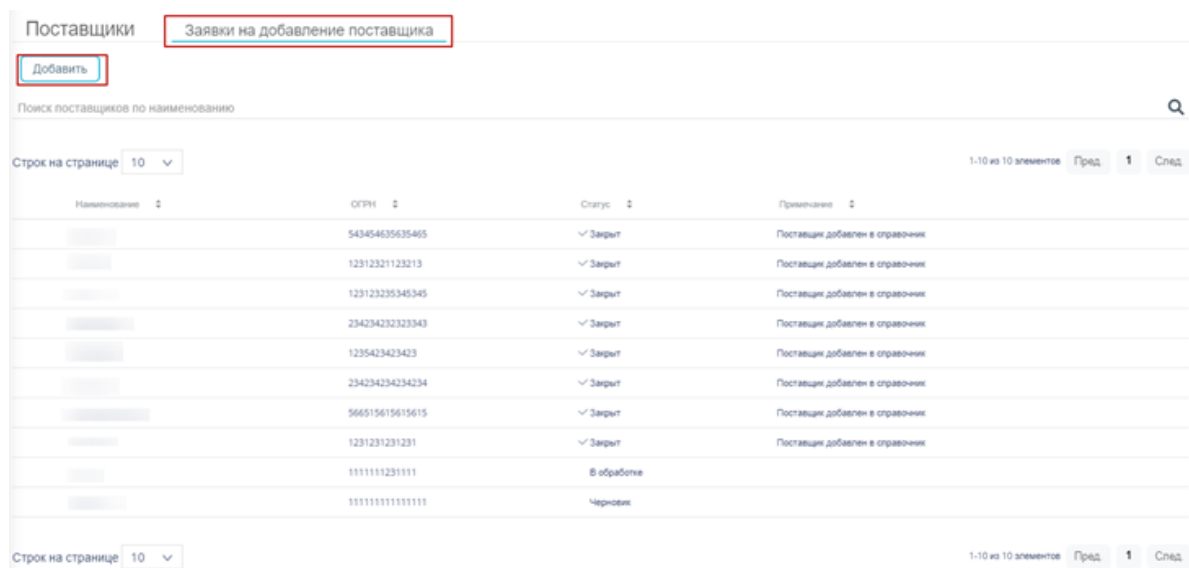 Поставщики Заявки на добавление поставщика
Добавить
Поиск поставщиков по наименованию
Строк на странице 10 1-10 из 10 элементов Пред. 1 След.
Наименование ОГРН Статус Примечание
543454635635465 Закрыт Поставщик добавлен в справочник
12312321123213 Закрыт Поставщик добавлен в справочник
123123235345345 Закрыт Поставщик добавлен в справочник
234234232323343 Закрыт Поставщик добавлен в справочник
1235423423423 Закрыт Поставщик добавлен в справочник
234234234234234 Закрыт Поставщик добавлен в справочник
566515615615615 Закрыт Поставщик добавлен в справочник
1231231231231 Закрыт Поставщик добавлен в справочник
1111111231111 В обработке
111111111111111 Черновик
Строк на странице 10 1-10 из 10 элементов Пред. 1 След.